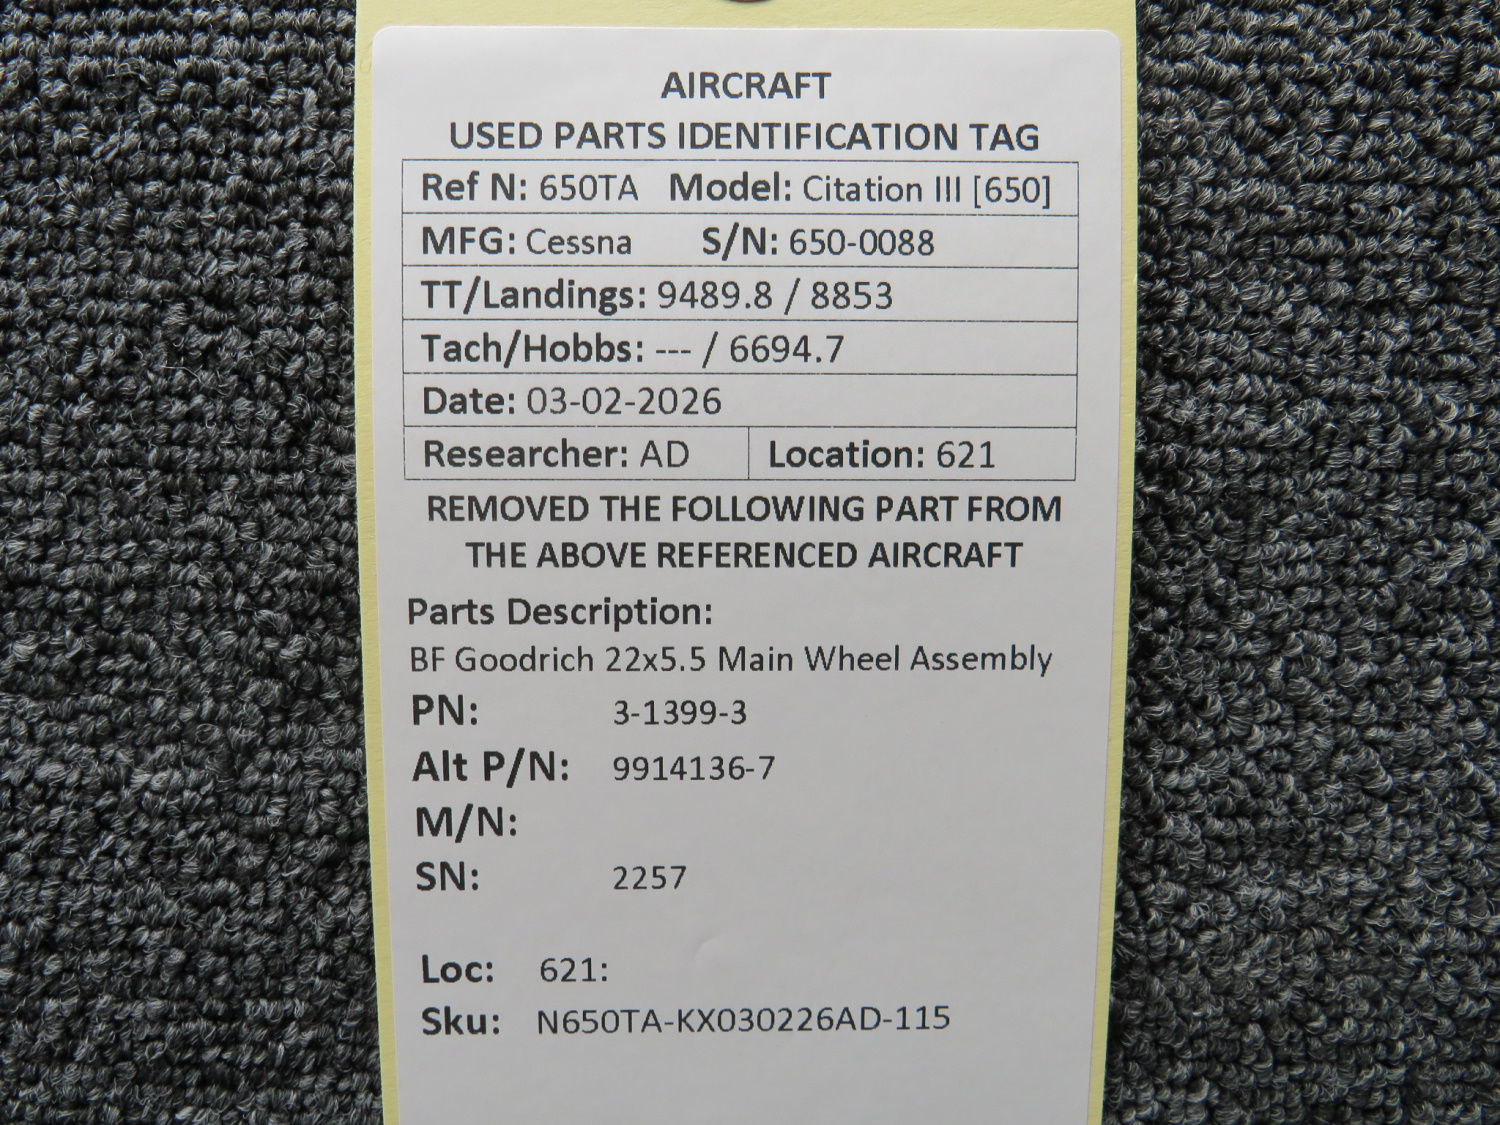 AIRCRAFT
USED PARTS IDENTIFICATION TAG
Ref N: 650TA Model: Citation III [650]
MFG: Cessna S/N: 650-0088
TT/Landings: 9489.8 / 8853
Tach/Hobbs: --- / 6694.7
Date: 03-02-2026
Researcher: AD Location: 621
REMOVED THE FOLLOWING PART FROM
THE ABOVE REFERENCED AIRCRAFT
Parts Description:
BF Goodrich 22x5.5 Main Wheel Assembly
PN: 3-1399-3
Alt P/N: 9914136-7
M/N:
SN: 2257
Loc: 621:
Sku: N650TA-KX030226AD-115